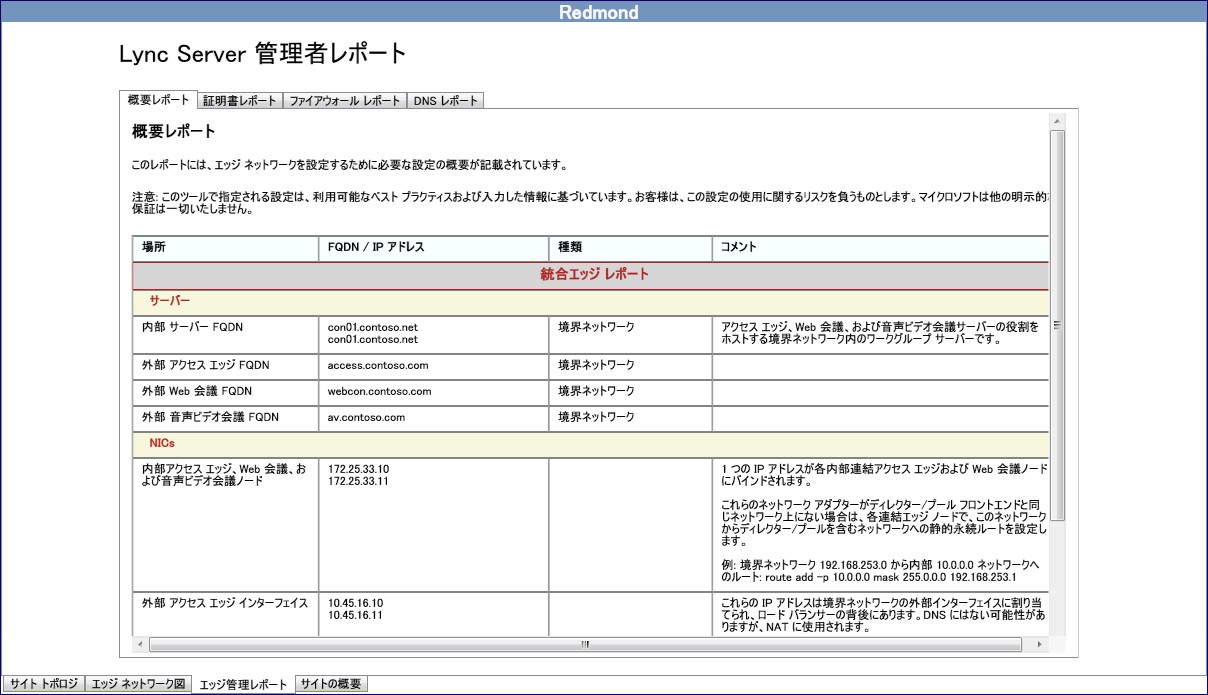 Redmond
Lync Server 管理者レポート
概要レポート
証明書レポート
ファイアウォール レポート
DNS レポート
概要レポート
このレポートには、エッジ ネットワークを設定するために必要な設定の概要が記載されています。
注意: このツールで指定される設定は、利用可能なベスト プラクティスおよび入力した情報に基づいています。お客様は、この設定の使用に関するリスクを負うものとします。マイクロソフトは他の明示的
保証は一切いたしません。
場所
FQDN / IP アドレス
種類
コメント
統合エッジ レポート
サーバー
内部 サーバー FQDN
con01.contoso.net
con01.contoso.net
境界ネットワーク
アクセス エッジ、Web 会議、および音声ビデオ会議サーバーの役割を
ホストする境界ネットワーク内のワークグループ サーバーです。
外部 アクセス エッジ FQDN
access.contoso.com
境界ネットワーク
外部 Web 会議 FQDN
webcon.contoso.com
境界ネットワーク
外部 音声ビデオ会議 FQDN
av.contoso.com
境界ネットワーク
NICs
内部アクセス エッジ、Web 会議、お
よび音声ビデオ会議ノード
172.25.33.10
172.25.33.11
1 つの IP アドレスが各内部連結アクセス エッジおよび Web 会議ノード
にバインドされます。
これらのネットワーク アダプターがディレクター/プール フロントエンドと同
じネットワーク上にない場合は、各連結エッジ ノードで、このネットワーク
からディレクター/プールを含むネットワークへの静的永続ルートを設定し
ます。
例: 境界ネットワーク 192.168.253.0 から内部 10.0.0.0 ネットワークへ
のルート: route add -p 10.0.0.0 mask 255.0.0.0 192.168.253.1
外部 アクセス エッジ インターフェイス
10.45.16.10
10.45.16.11
これらの IP アドレスは境界ネットワークの外部インターフェイスに割り当
てられ、ロード バランサーの背後にあります。DNS にはない可能性があ
りますが、NAT に使用されます。
サイト トポロジ
エッジ ネットワーク図
エッジ管理レポート
サイトの概要